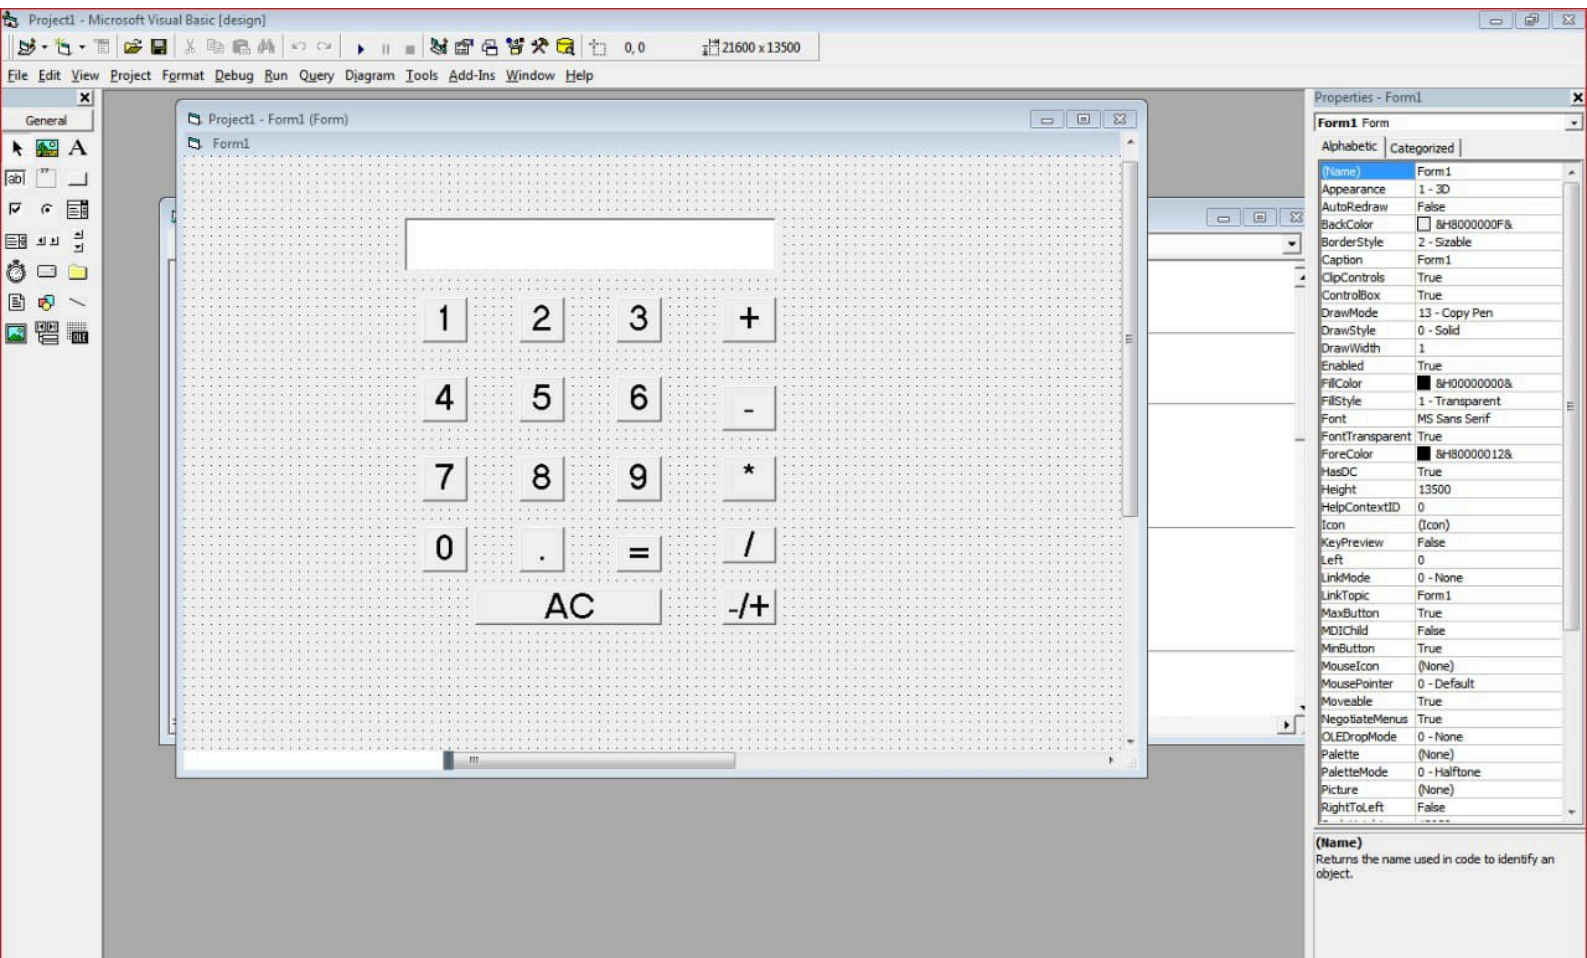 Project1 - Microsoft Visual Basic [design]
0, 0 21600 x 13500
File Edit View Project Format Debug Run Query Diagram Tools Add-Ins Window Help
General
A
ab|
XY
OLE
Project1 - Form1 (Form)
Form1
1 2 3 +
4 5 6 -
7 8 9 *
0 . = /
AC -/+
Properties - Form1
Form1 Form
Alphabetic Categorized
(Name) Form1
Appearance 1 - 3D
AutoRedraw False
BackColor &H8000000F&
BorderStyle 2 - Sizable
Caption Form1
ClipControls True
ControlBox True
DrawMode 13 - Copy Pen
DrawStyle 0 - Solid
DrawWidth 1
Enabled True
FillColor &H00000000&
FillStyle 1 - Transparent
Font MS Sans Serif
FontTransparent True
ForeColor &H80000012&
HasDC True
Height 13500
HelpContextID 0
Icon (Icon)
KeyPreview False
Left 0
LinkMode 0 - None
LinkTopic Form1
MaxButton True
MDIChild False
MinButton True
MouseIcon (None)
MousePointer 0 - Default
Moveable True
NegotiateMenus True
OLEDropMode 0 - None
Palette (None)
PaletteMode 0 - Halftone
Picture (None)
RightToLeft False
(Name)
Returns the name used in code to identify an
object.